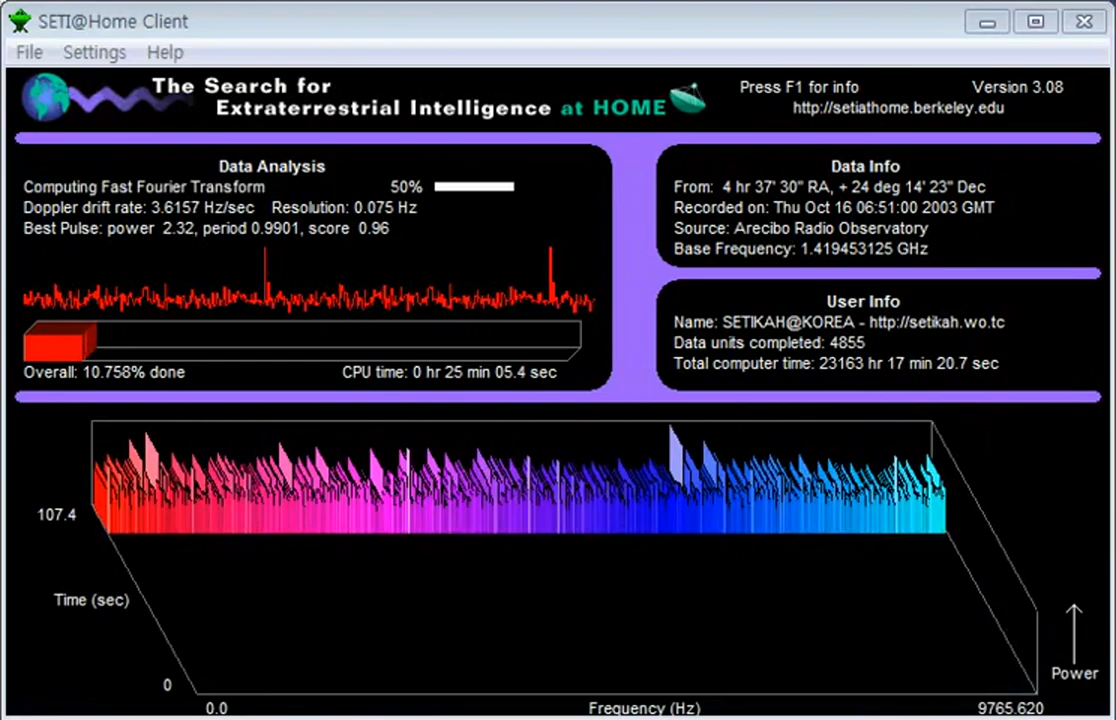 SETI@Home Client
File Settings Help
The Search for
Extraterrestrial Intelligence at HOME
Press F1 for info Version 3.08
http://setiathome.berkeley.edu
Data Analysis
Computing Fast Fourier Transform 50%
Doppler drift rate: 3.6157 Hz/sec Resolution: 0.075 Hz
Best Pulse: power 2.32, period 0.9901, score 0.96
Overall: 10.758% done CPU time: 0 hr 25 min 05.4 sec
Data Info
From: 4 hr 37' 30" RA, + 24 deg 14' 23" Dec
Recorded on: Thu Oct 16 06:51:00 2003 GMT
Source: Arecibo Radio Observatory
Base Frequency: 1.419453125 GHz
User Info
Name: SETIKAH@KOREA - http://setikah.wo.tc
Data units completed: 4855
Total computer time: 23163 hr 17 min 20.7 sec
107.4
Time (sec)
0
0.0 Frequency (Hz) 9765.620
Power